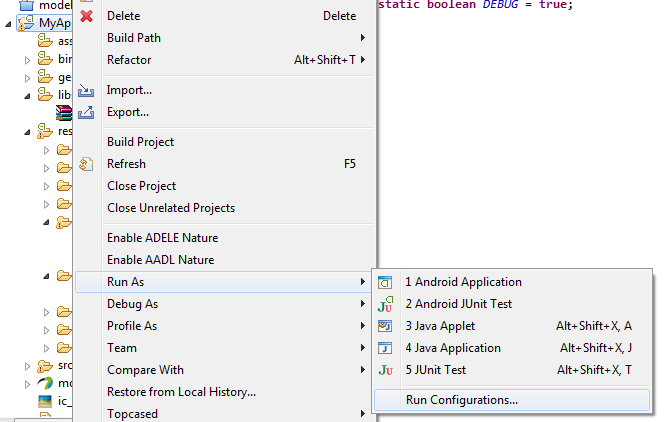 model
static boolean DEBUG = true;
MyAp
Delete Delete
ass
Build Path
bin
Refactor Alt+Shift+T
ge
libs
Import...
Export...
res
Build Project
Refresh F5
Close Project
Close Unrelated Projects
Enable ADELE Nature
Enable AADL Nature
Run As
1 Android Application
Debug As
2 Android JUnit Test
Profile As
3 Java Applet Alt+Shift+X, A
Team
4 Java Application Alt+Shift+X, J
src
Compare With
5 JUnit Test Alt+Shift+X, T
Restore from Local History...
ic_
Run Configurations...
Topcased